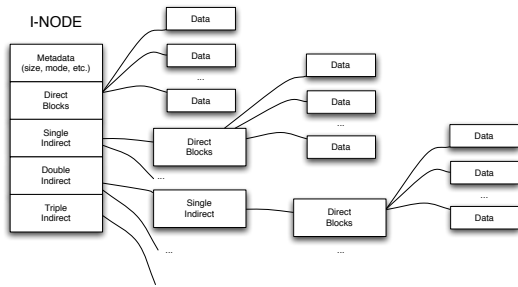 I-NODE
Metadata
(size, mode, etc.)
Direct
Blocks
Single
Indirect
Double
Indirect
Triple
Indirect
Data
Data
...
Data
Direct
Blocks
...
Data
Data
...
Data
Single
Indirect
...
Direct
Blocks
...
Data
Data
...
Data